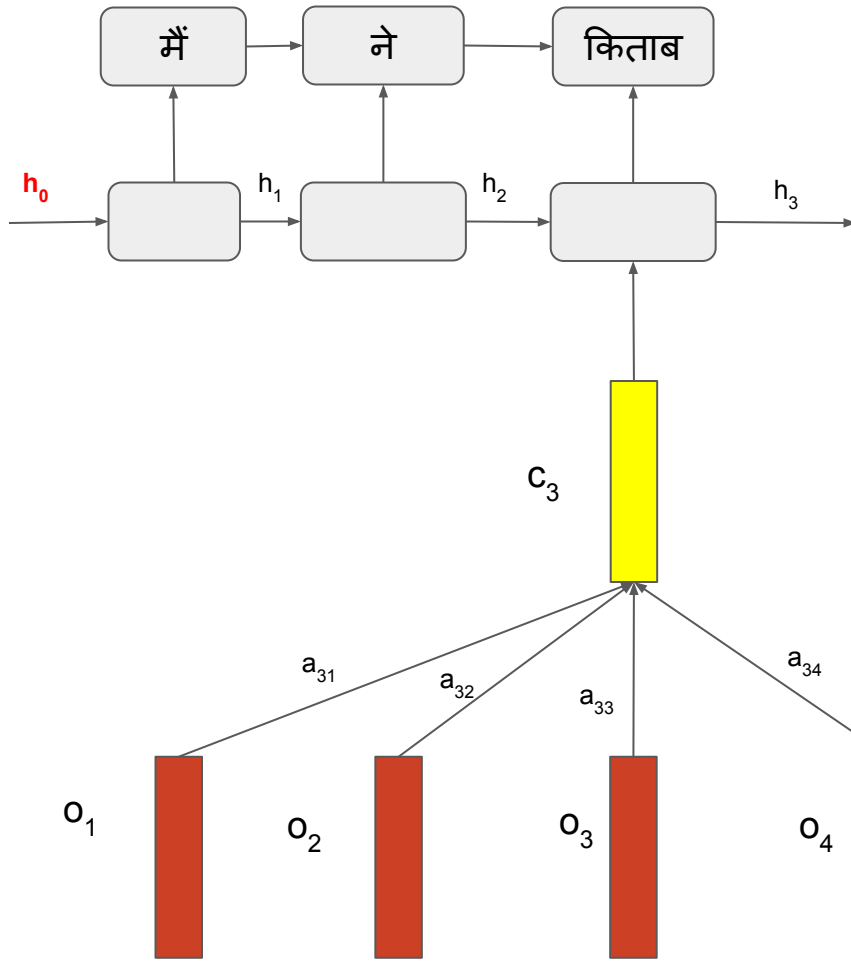 मैं ने किताब
h₀ h₁ h₂ h₃
c₃
a₃₁ a₃₂ a₃₃ a₃₄
o₁ o₂ o₃ o₄